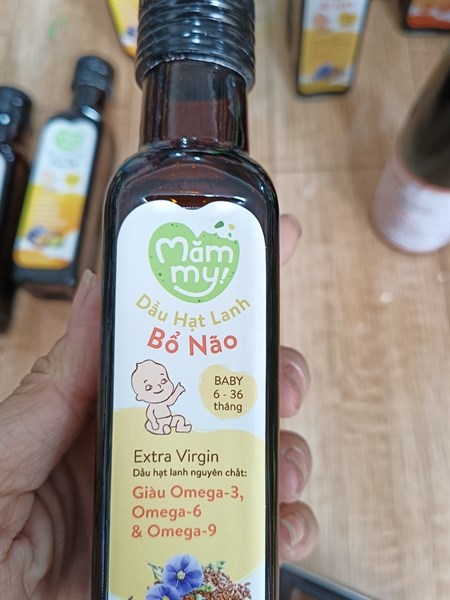 Măm
my!
Dầu Hạt Lanh
Bổ Não
BABY
6 - 36
tháng
Extra Virgin
Dầu hạt lanh nguyên chất:
Giàu Omega-3,
Omega-6
& Omega-9